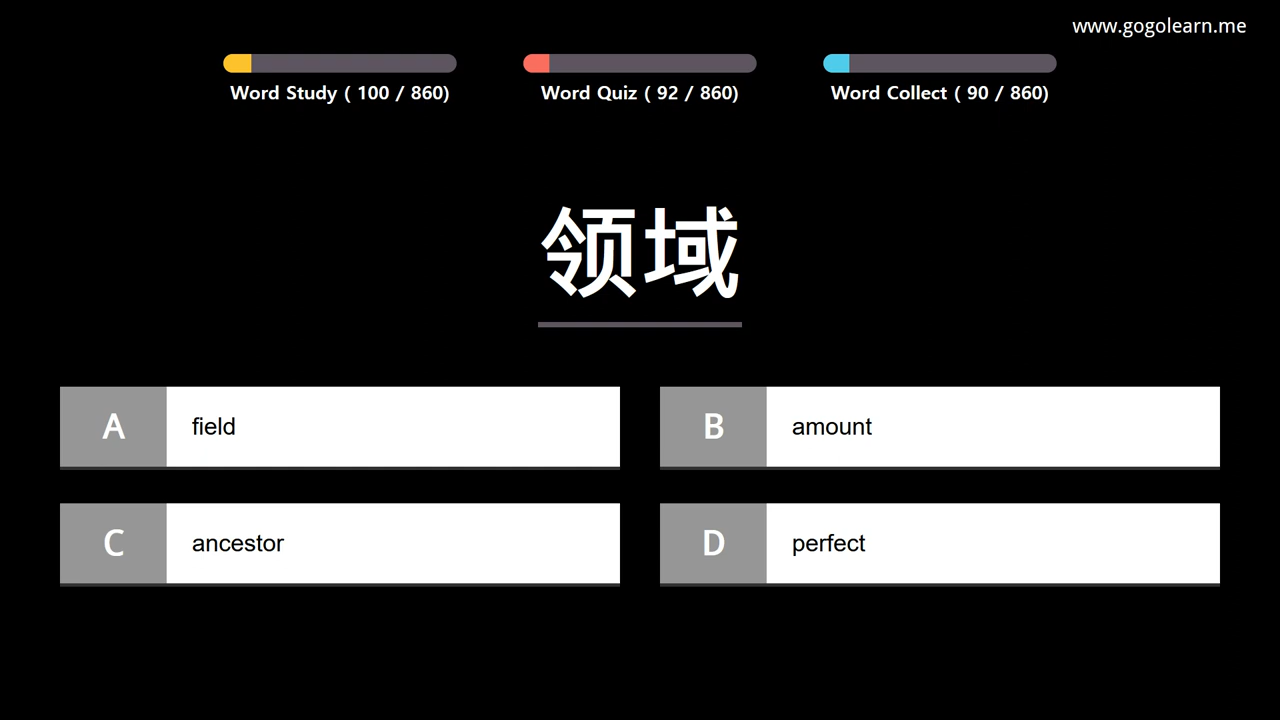 www.gogolearn.me
Word Study ( 100 / 860)
Word Quiz ( 92 / 860)
Word Collect ( 90 / 860)
领域
A field
B amount
C ancestor
D perfect